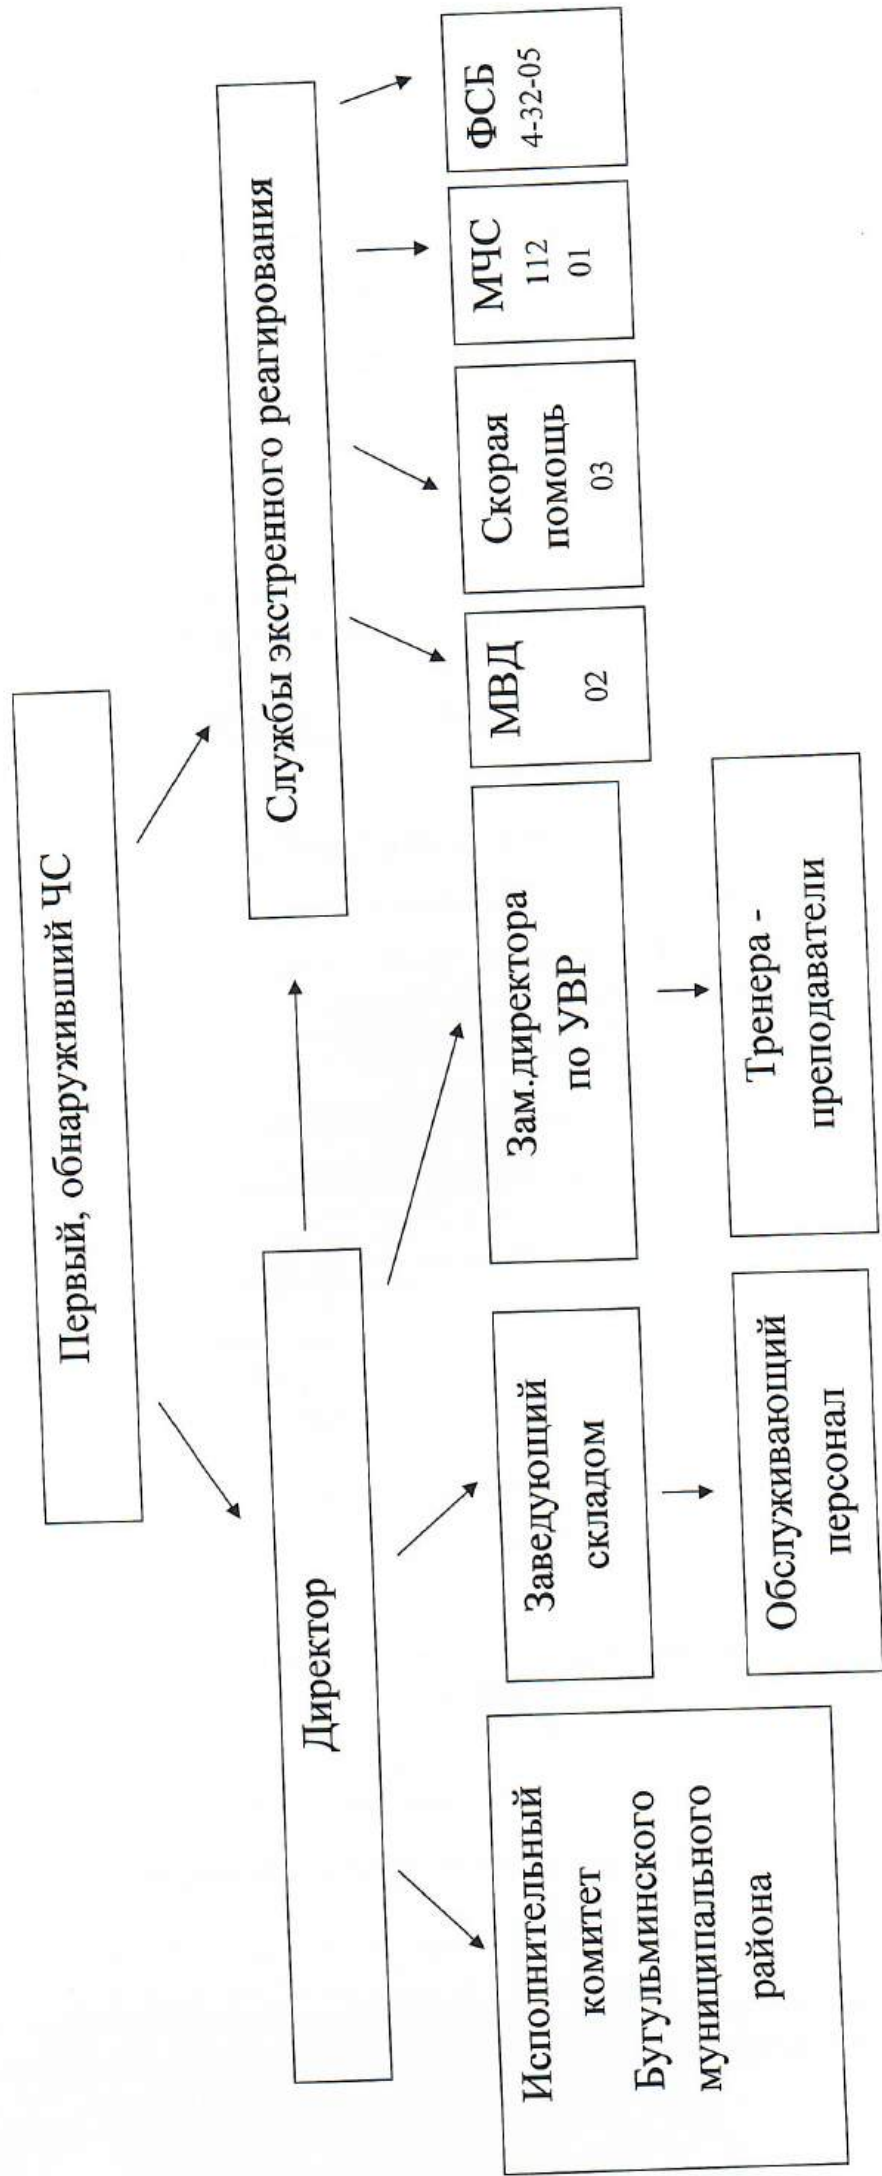 Первый, обнаруживший ЧС
Директор
Службы экстренного реагирования
Исполнительный
комитет
Бугульминского
муниципального
района
Заведующий
складом
Зам.директора
по УВР
МВД
02
Скорая
помощь
03
МЧС
112
01
ФСБ
4-32-05
Обслуживающий
персонал
Тренера -
преподаватели